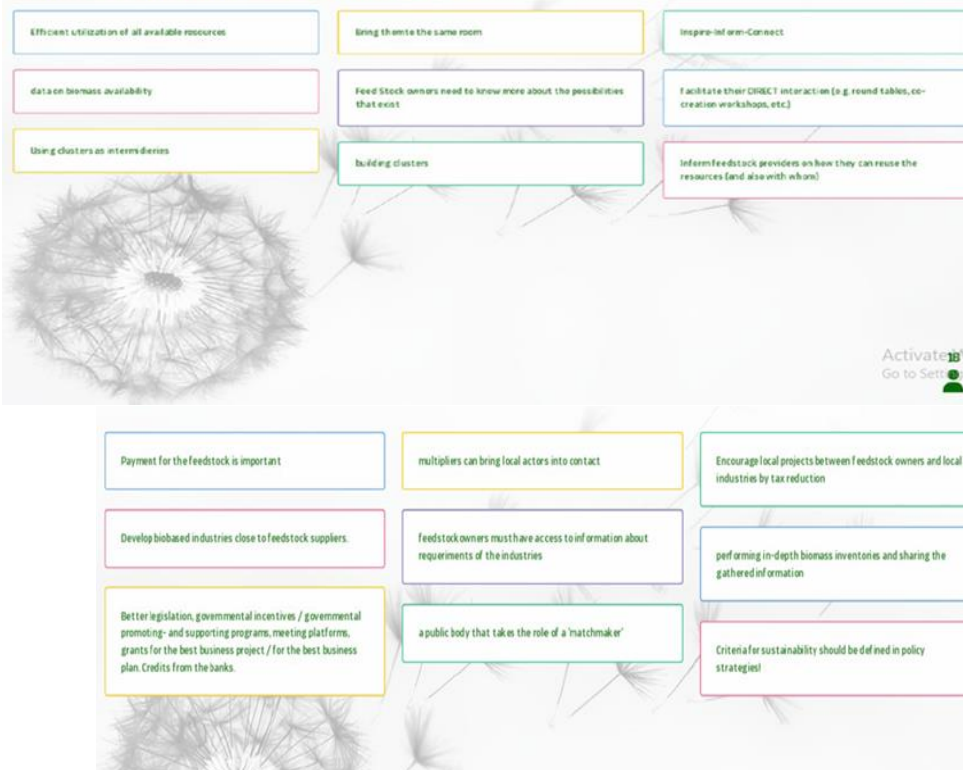 Efficient utilization of all available resources
Bring them to the same room
Inspire-Inform-Connect
data on biomass availability
Feed Stock owners need to know more about the possibilities
that exist
facilitate their DIRECT interaction (e.g. round tables, co-
creation workshops, etc.)
Using clusters as intermidieries
building clusters
Inform feedstock providers on how they can reuse the
resources (and also with whom)
Activate
Go to
18
Payment for the feedstock is important
multipliers can bring local actors into contact
Encourage local projects between feedstock owners and local
industries by tax reduction
Develop biobased industries close to feedstock suppliers.
feedstockowners must have access to information about
requeriments of the industries
performing in-depth biomass inventories and sharing the
gathered information
Better legislation, governmental incentives / governmental
promoting- and supporting programs, meeting platforms,
grants for the best business project / for the best business
plan. Credits from the banks.
a public body that takes the role of a 'matchmaker'
Criteria for sustainability should be defined in policy
strategies!